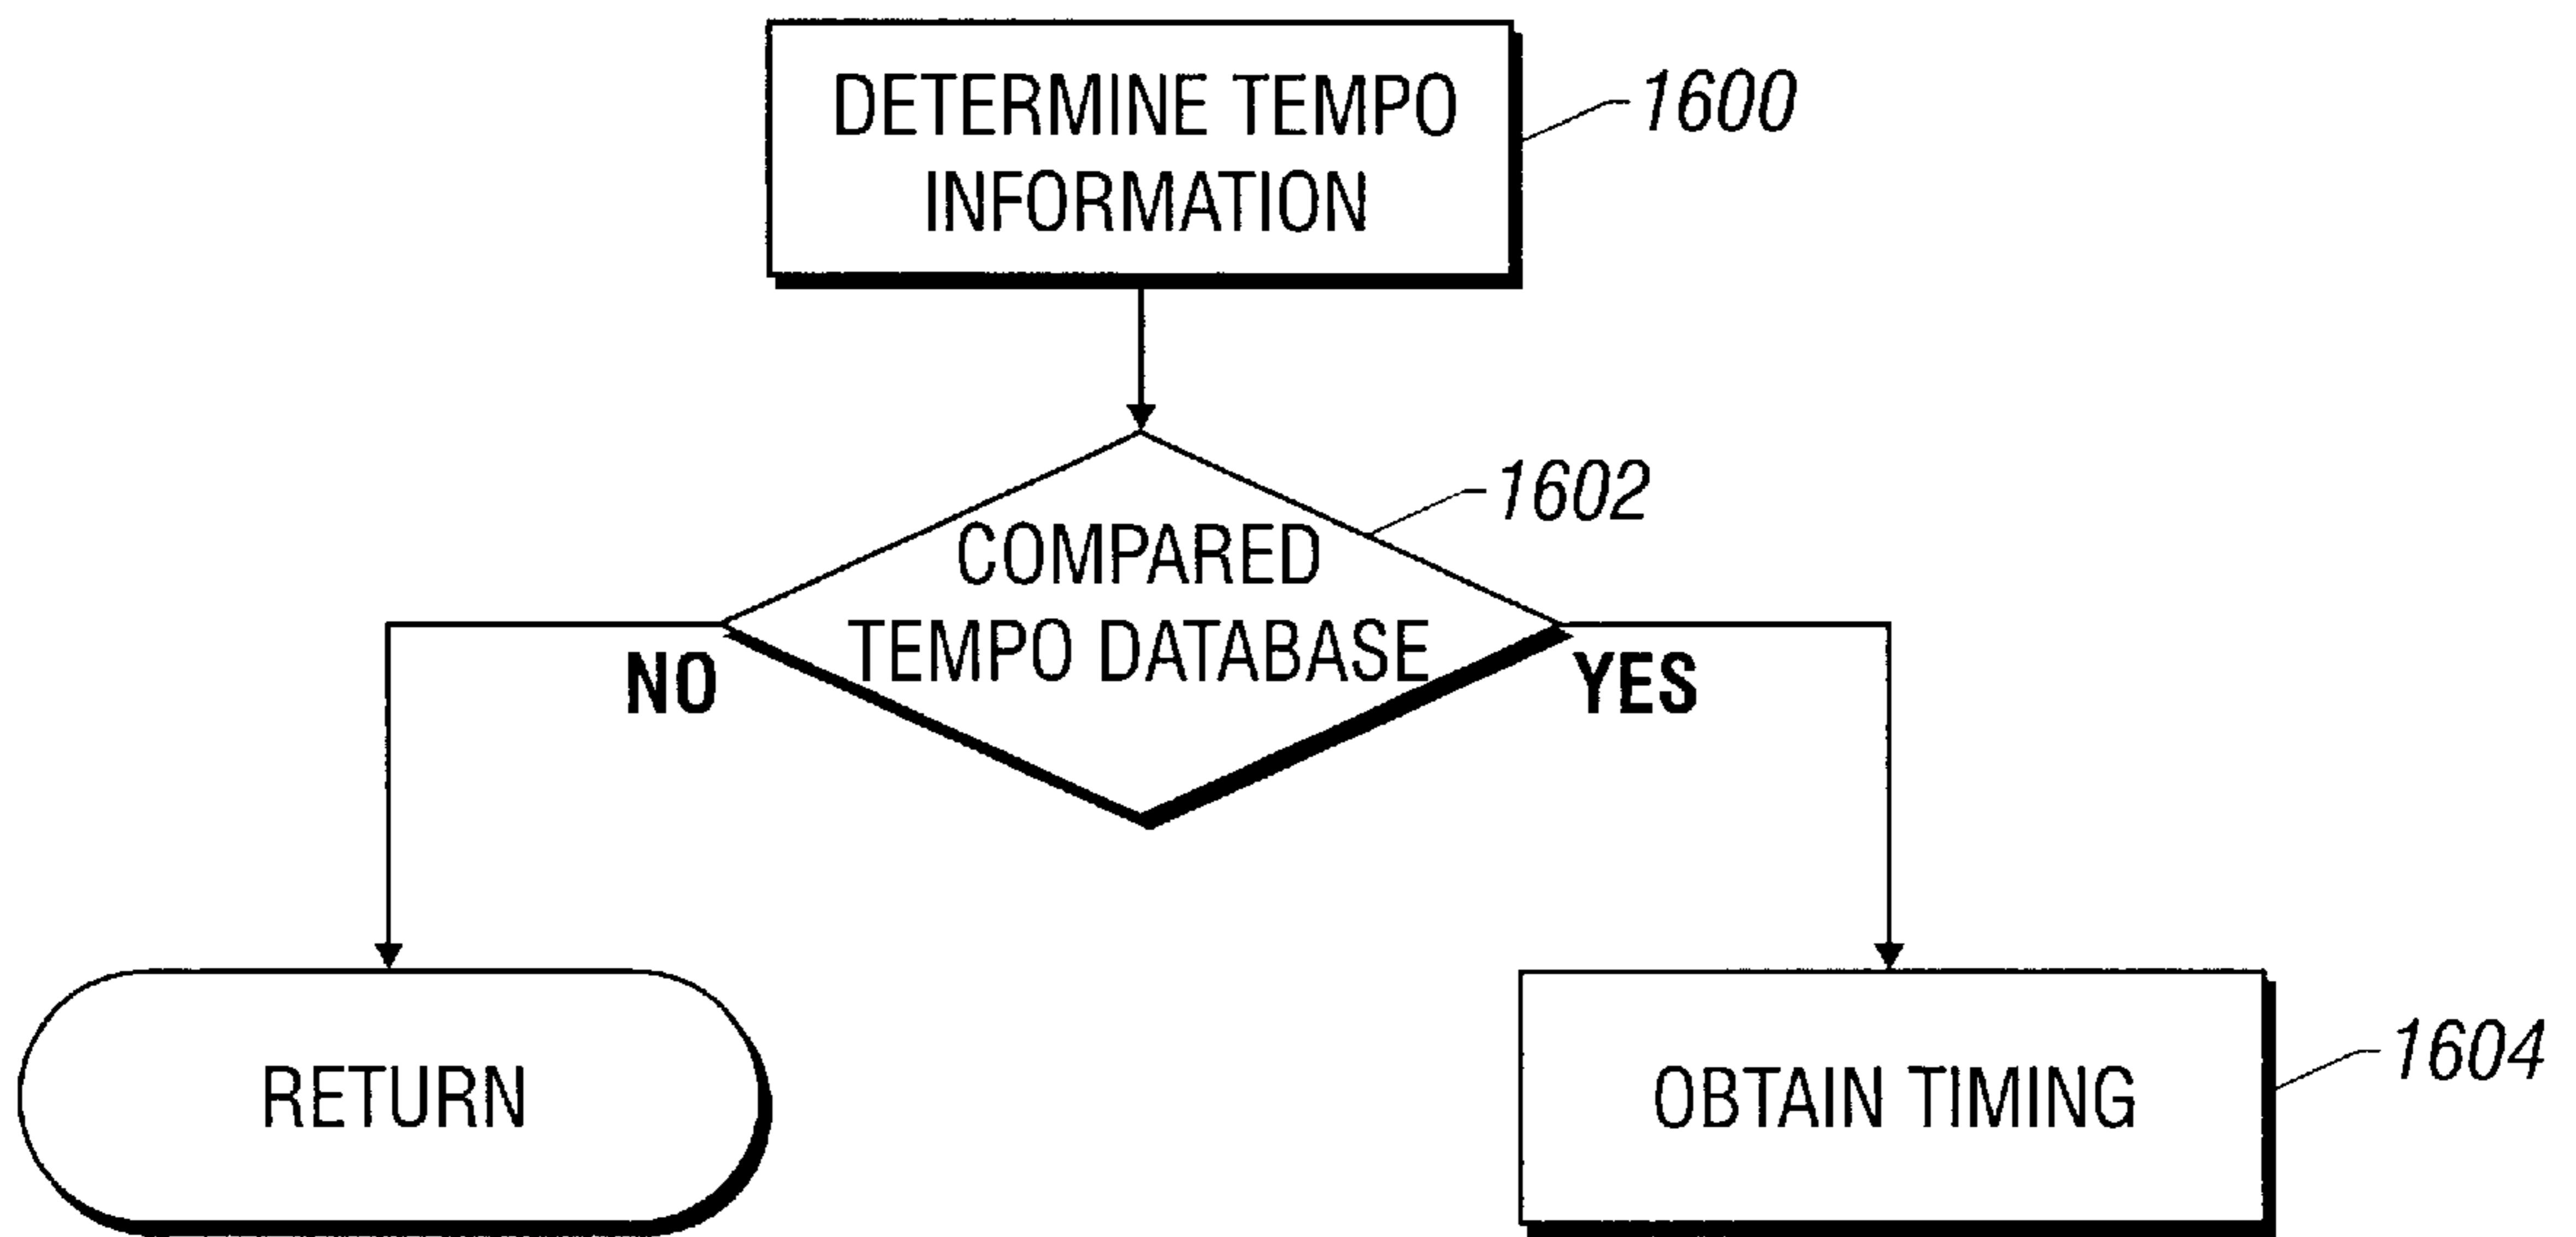 DETERMINE TEMPO
INFORMATION
1600
COMPARED
TEMPO DATABASE
1602
NO
YES
RETURN
OBTAIN TIMING
1604